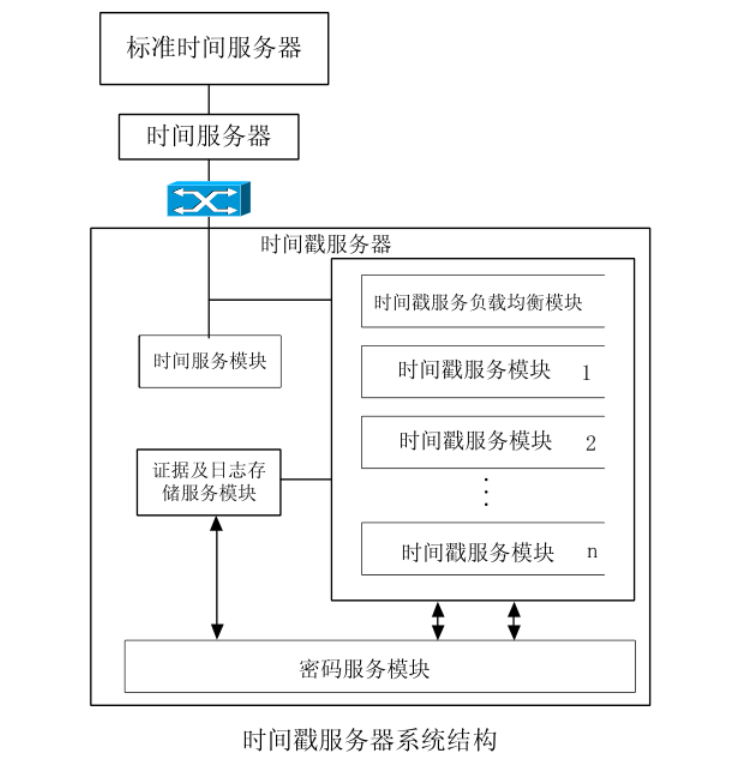 标准时间服务器
时间服务器
时间戳服务器
时间戳服务负载均衡模块
时间服务模块
时间戳服务模块 1
时间戳服务模块 2
证据及日志存
储服务模块
时间戳服务模块 n
密码服务模块
时间戳服务器系统结构